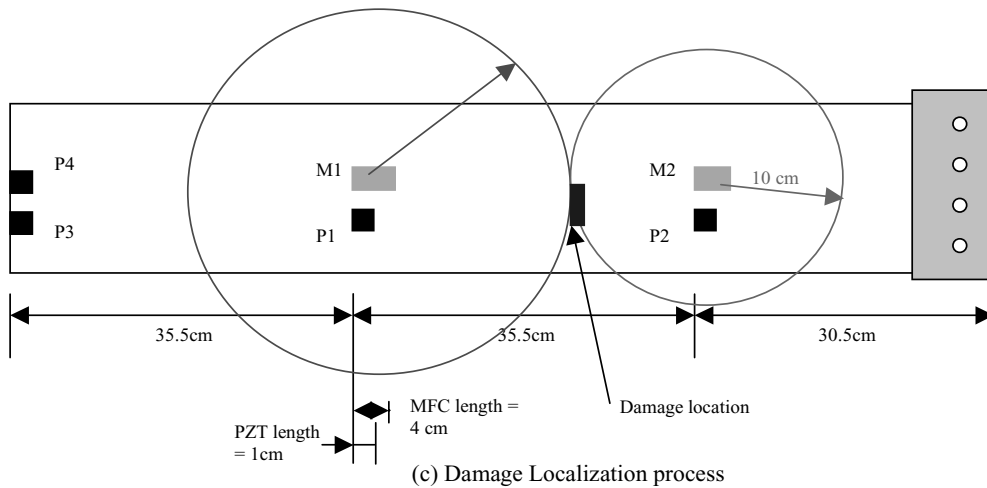 P4
M1
M2
10 cm
P3
P1
P2
35.5cm
35.5cm
30.5cm
MFC length =
4 cm
Damage location
PZT length
= 1cm
(c) Damage Localization process